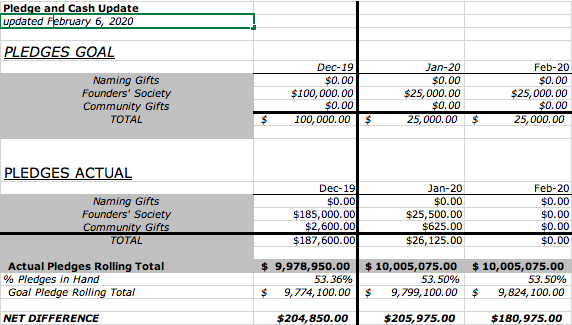 Pledge and Cash Update
updated February 6, 2020
PLEDGES GOAL
Dec-19 Jan-20 Feb-20
Naming Gifts $0.00 $0.00 $0.00
Founders' Society $100,000.00 $25,000.00 $25,000.00
Community Gifts $0.00 $0.00 $0.00
TOTAL $ 100,000.00 $ 25,000.00 $ 25,000.00
PLEDGES ACTUAL
Dec-19 Jan-20 Feb-20
Naming Gifts $0.00 $0.00 $0.00
Founders' Society $185,000.00 $25,500.00 $0.00
Community Gifts $2,600.00 $625.00 $0.00
TOTAL $187,600.00 $26,125.00 $0.00
Actual Pledges Rolling Total $ 9,978,950.00 $ 10,005,075.00 $ 10,005,075.00
% Pledges in Hand 53.36% 53.50% 53.50%
Goal Pledge Rolling Total $ 9,774,100.00 $ 9,799,100.00 $ 9,824,100.00
NET DIFFERENCE $204,850.00 $205,975.00 $180,975.00